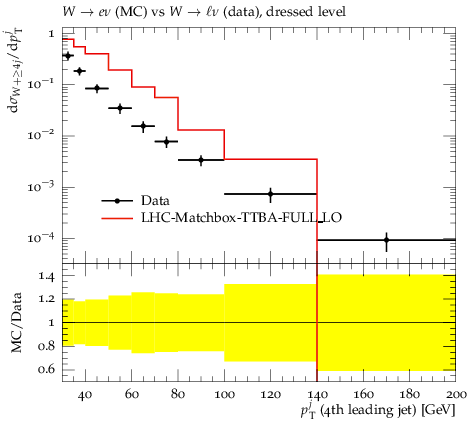 W → eν (MC) vs W → ℓν (data), dressed level
dσ_{W+≥4j}/dp_T^j
1
10^{−1}
10^{−2}
10^{−3}
10^{−4}
Data
LHC-Matchbox-TTBA-FULL LO
MC/Data
1.4
1.2
1
0.8
0.6
40 60 80 100 120 140 160 180 200
p_T^j (4th leading jet) [GeV]